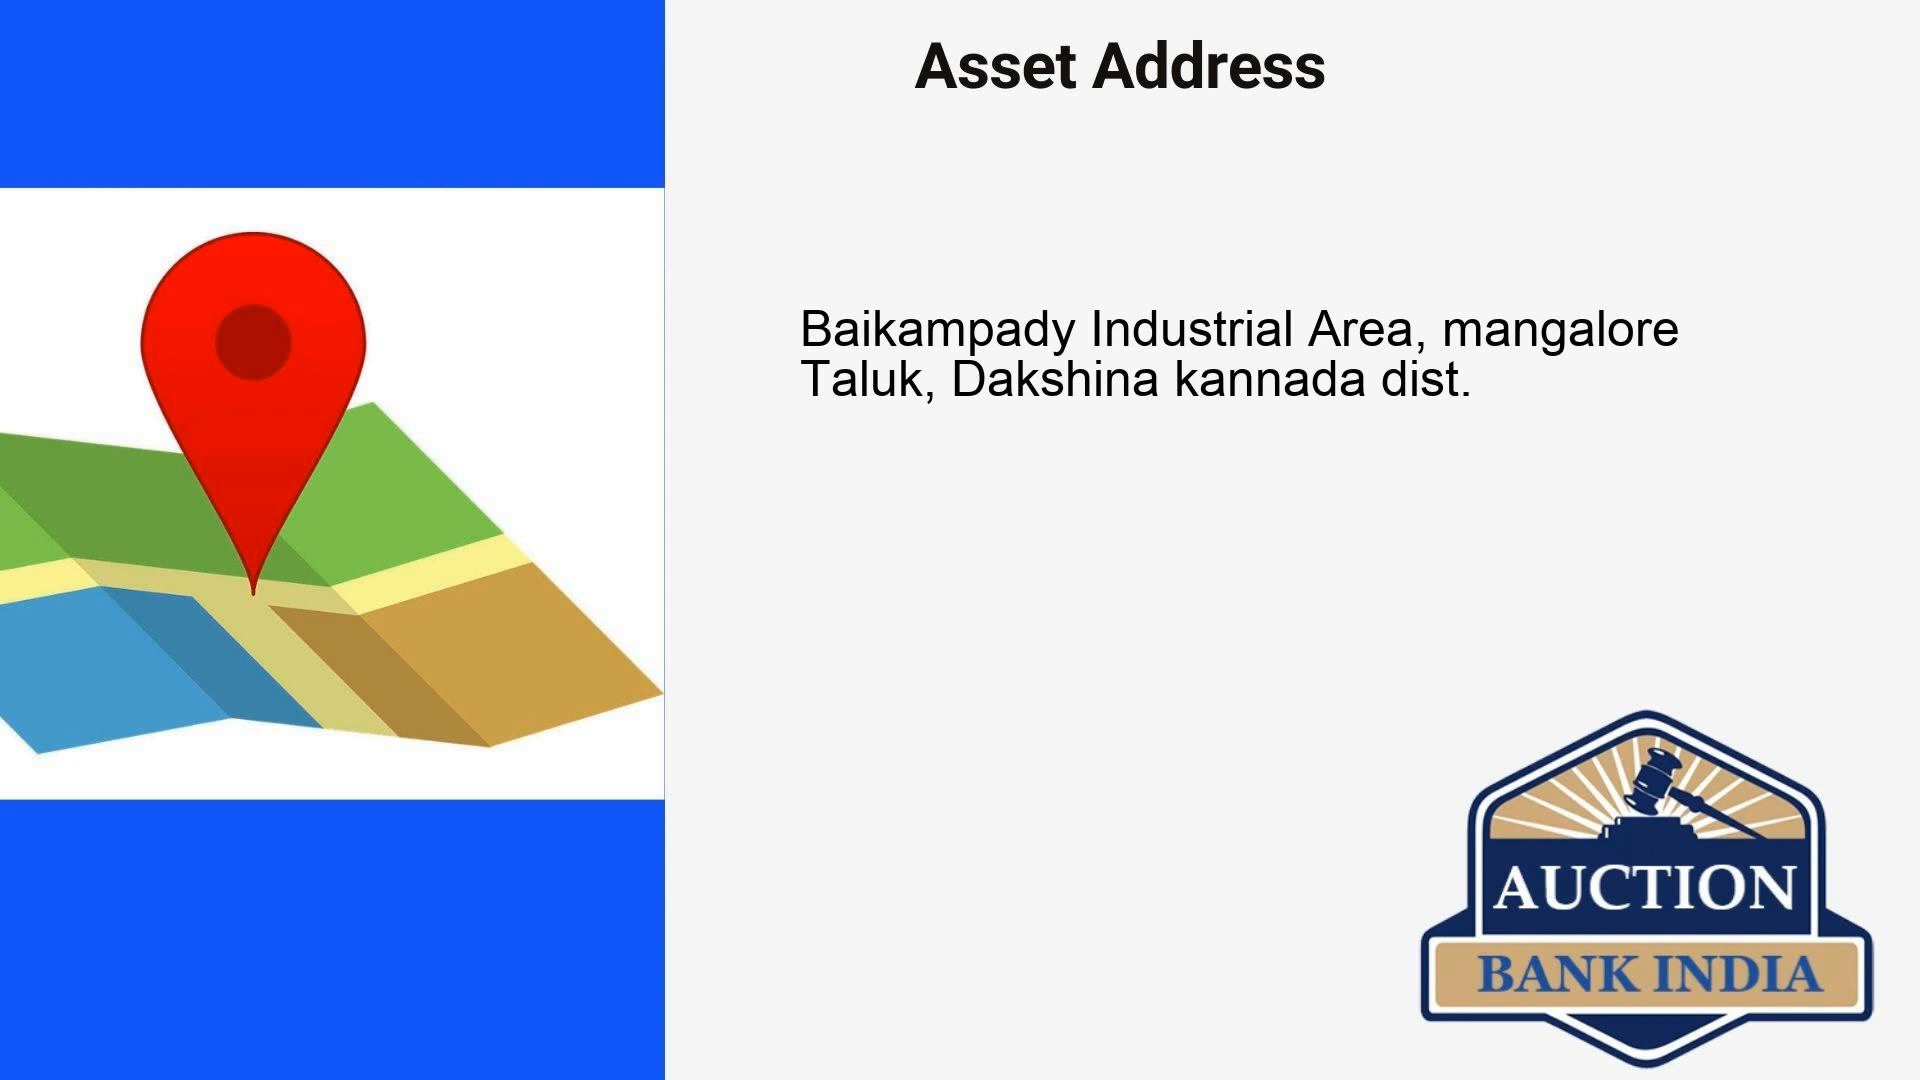 Asset Address
Baikampady Industrial Area, mangalore
Taluk, Dakshina kannada dist.
AUCTION
BANK INDIA